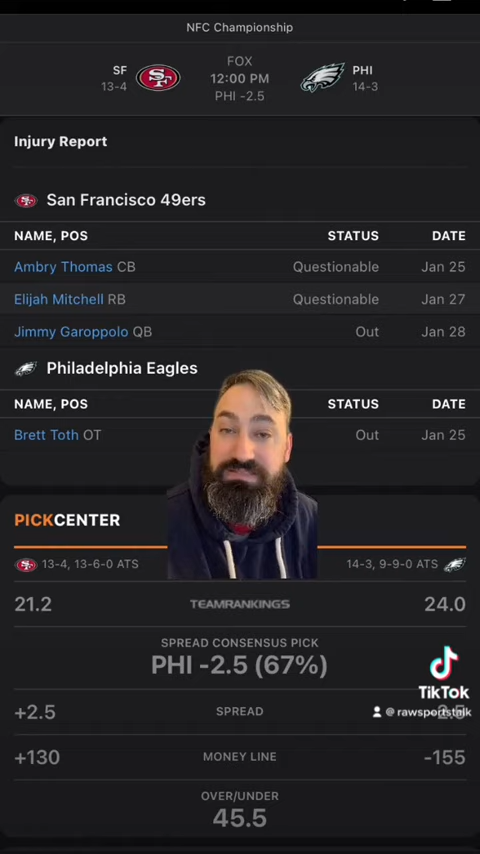 NFC Championship
SF
13-4
FOX
12:00 PM
PHI -2.5
PHI
14-3
Injury Report
San Francisco 49ers
NAME, POS STATUS DATE
Ambry Thomas CB Questionable Jan 25
Elijah Mitchell RB Questionable Jan 27
Jimmy Garoppolo QB Out Jan 28
Philadelphia Eagles
NAME, POS STATUS DATE
Brett Toth OT Out Jan 25
PICKCENTER
13-4, 13-6-0 ATS 14-3, 9-9-0 ATS
21.2 TEAMRANKINGS 24.0
SPREAD CONSENSUS PICK
PHI -2.5 (67%)
TikTok
+2.5 SPREAD -2.5
@rawsportstalk
+130 MONEY LINE -155
OVER/UNDER
45.5